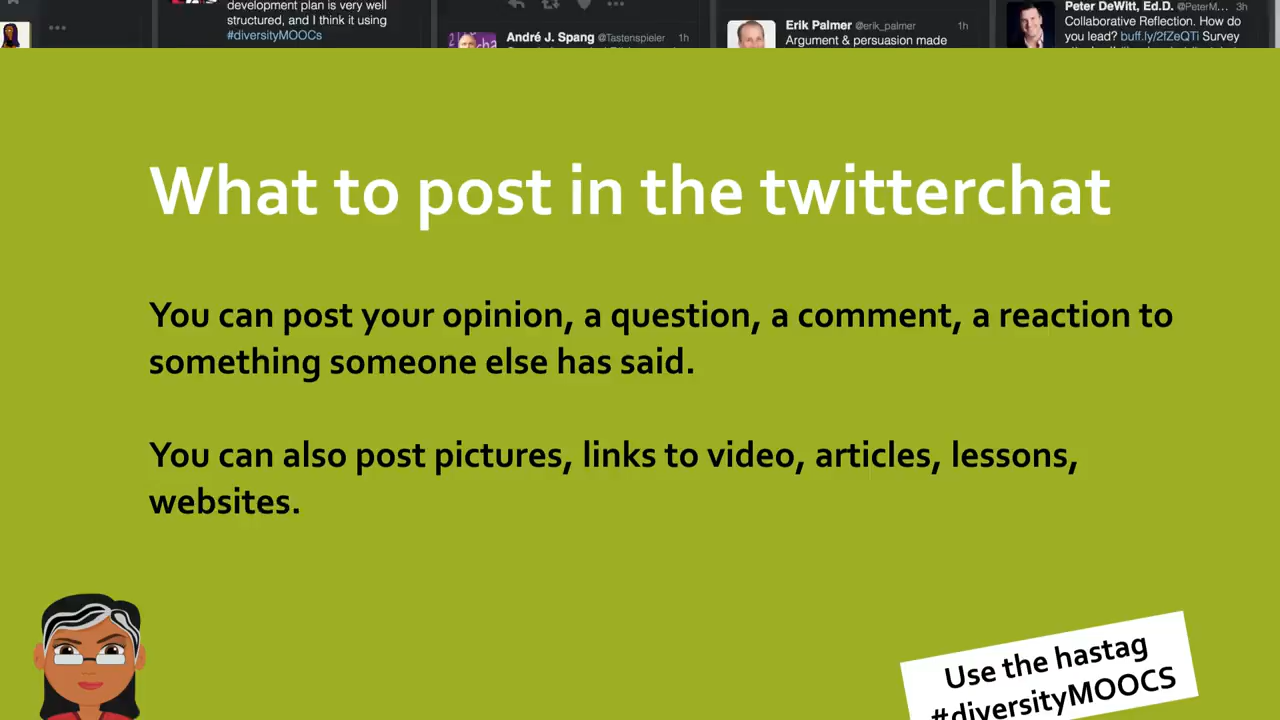 development plan is very well
structured, and I think it using
#diversityMOOCs
André J. Spang @Tastenspieler 1h
Erik Palmer @erik_palmer 1h
Argument & persuasion made
Peter DeWitt, Ed.D. @PeterM... 3h
Collaborative Reflection. How do
you lead? buff.ly/2fZeQTi Survey
What to post in the twitterchat
You can post your opinion, a question, a comment, a reaction to
something someone else has said.
You can also post pictures, links to video, articles, lessons,
websites.
Use the hastag
#diversityMOOCS